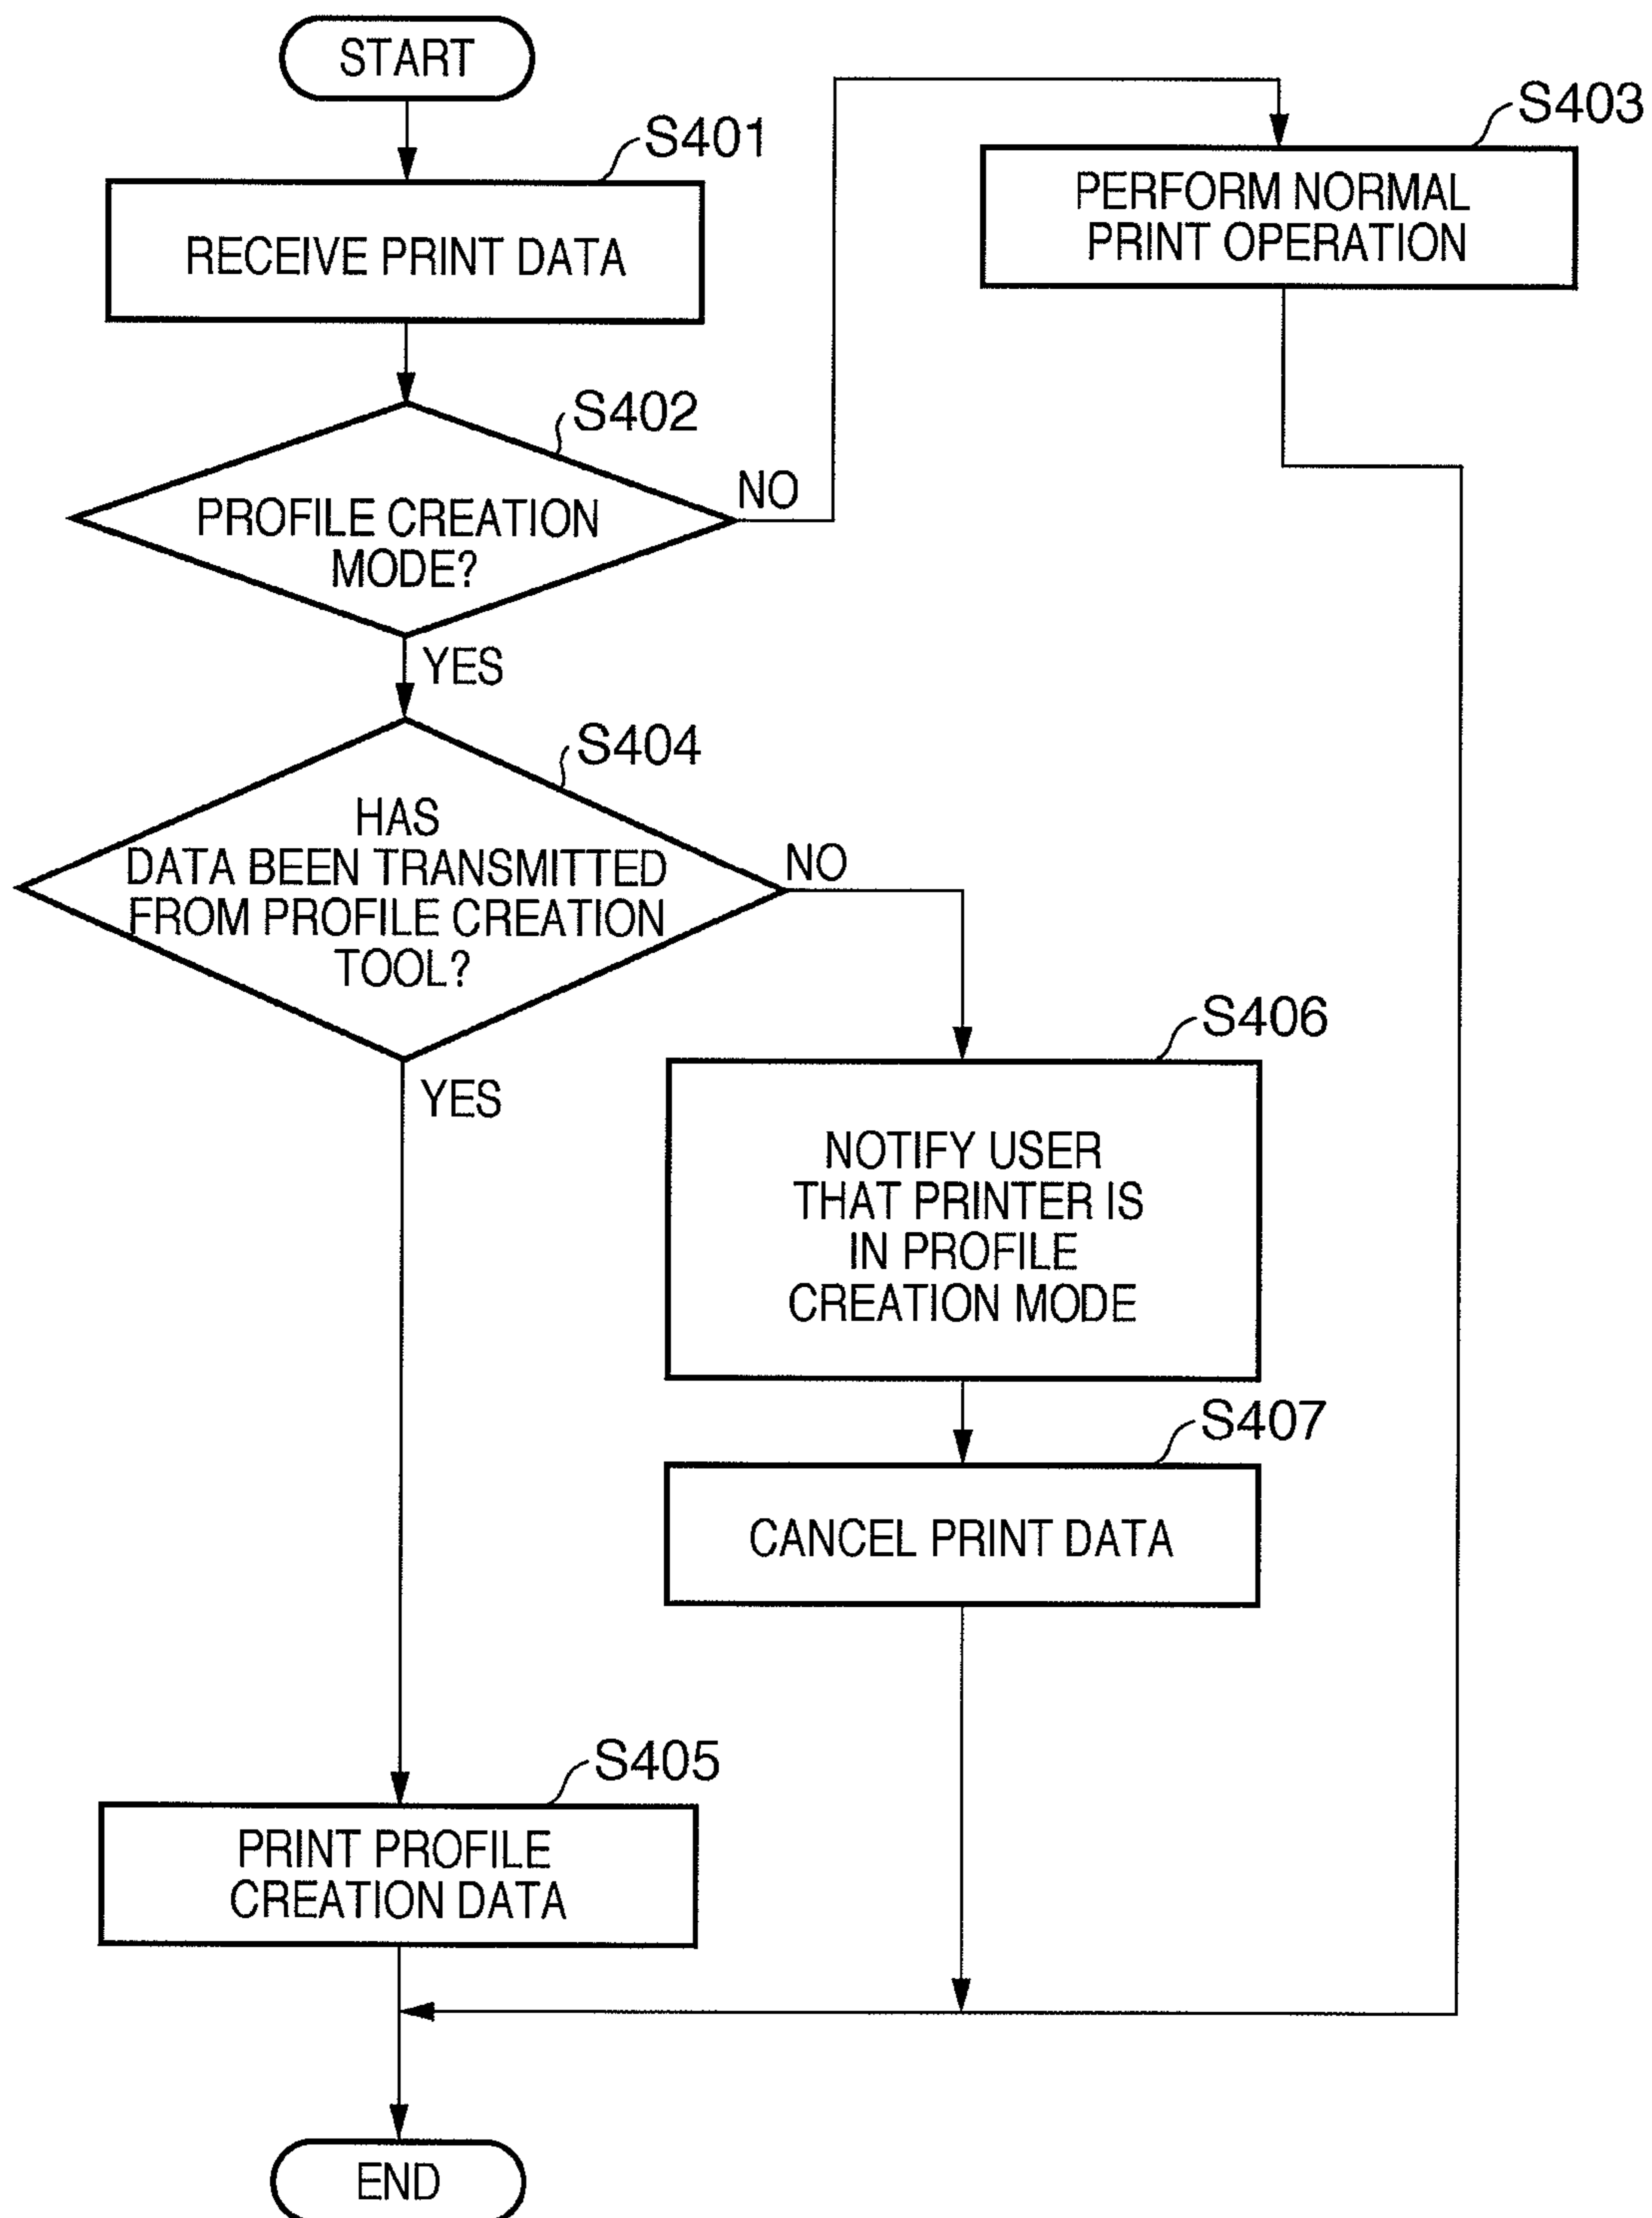 START
S401
RECEIVE PRINT DATA
S402
PROFILE CREATION
MODE?
NO
YES
S403
PERFORM NORMAL
PRINT OPERATION
S404
HAS
DATA BEEN TRANSMITTED
FROM PROFILE CREATION
TOOL?
NO
YES
S406
NOTIFY USER
THAT PRINTER IS
IN PROFILE
CREATION MODE
S407
CANCEL PRINT DATA
S405
PRINT PROFILE
CREATION DATA
END